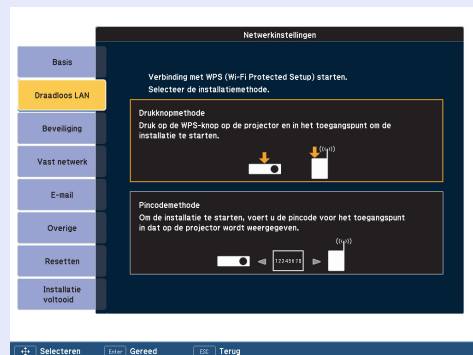 Netwerkinstellingen
Basis
Draadloos LAN
Beveiliging
Vast netwerk
E-mail
Overige
Resetten
Installatie
voltooid
Verbinding met WPS (Wi-Fi Protected Setup) starten.
Selecteer de installatiemethode.
Drukknopmethode
Druk op de WPS-knop op de projector en in het toegangspunt om de
installatie te starten.
Pincodemethode
Om de installatie te starten, voert u de pincode voor het toegangspunt
in dat op de projector wordt weergegeven.
12345678
Selecteren Enter Gereed ESC Terug